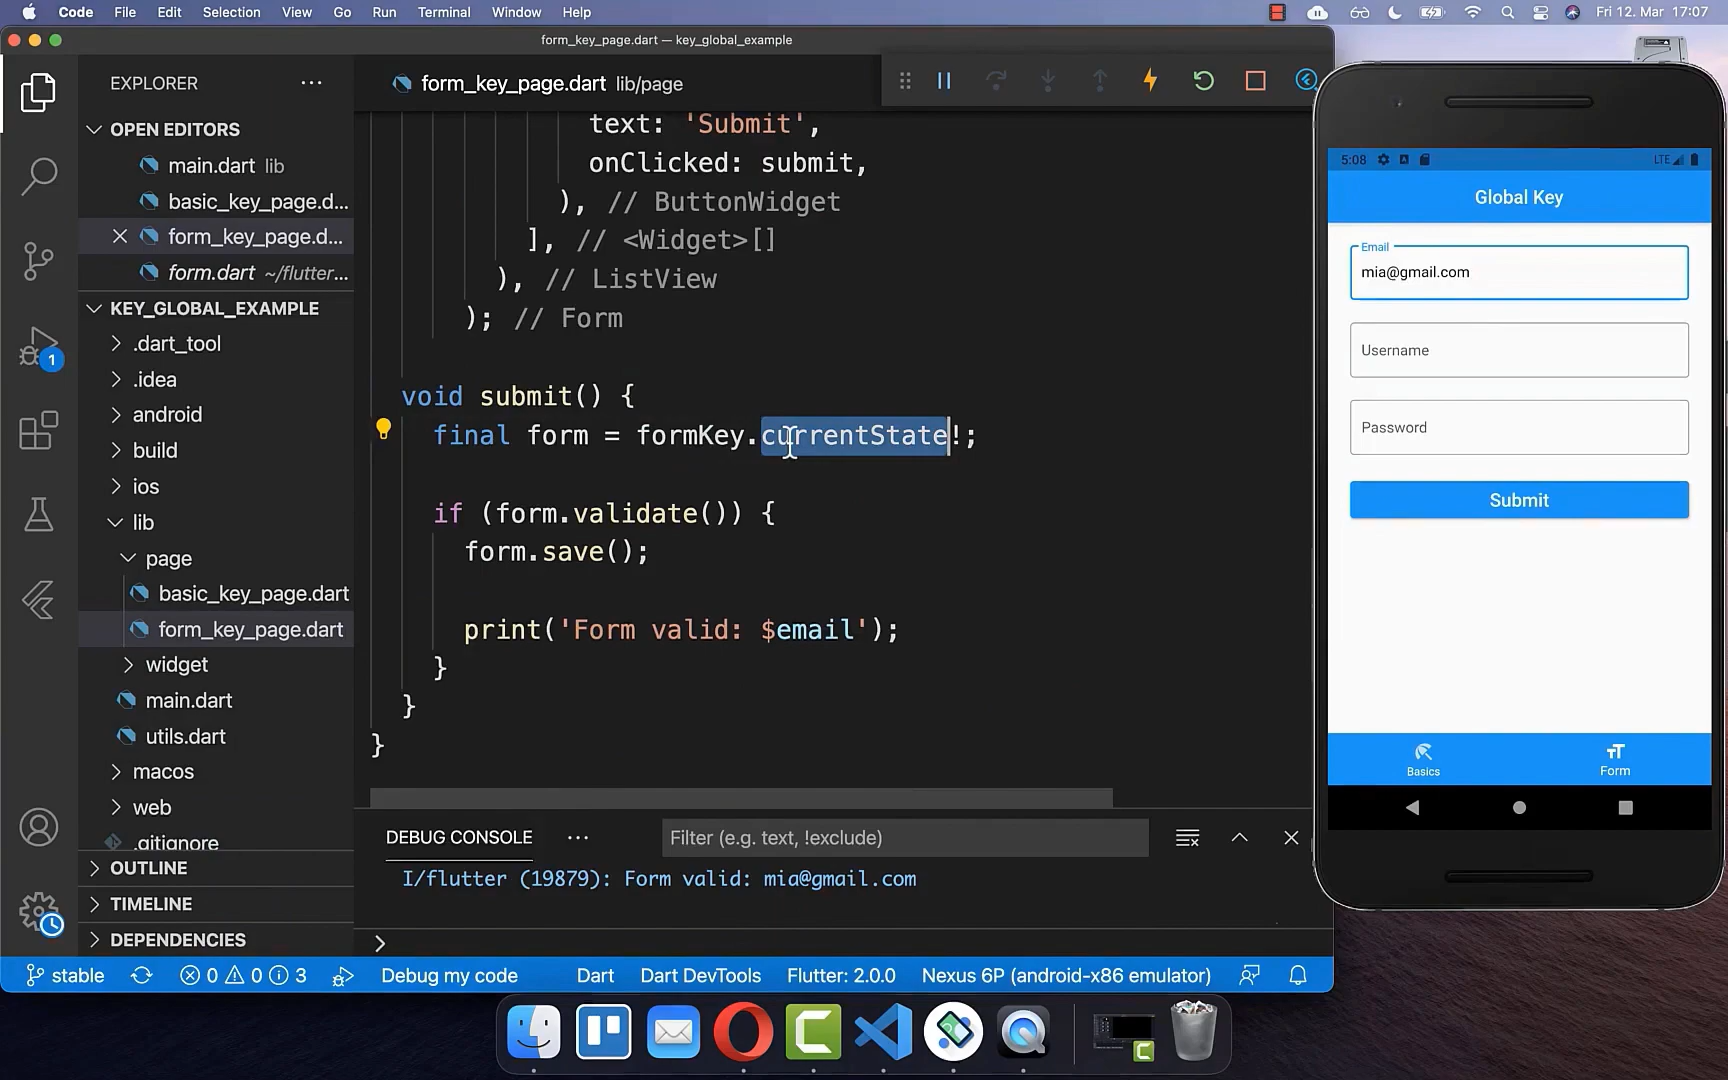 Code File Edit Selection View Go Run Terminal Window Help Fri 12. Mar 17:07
form_key_page.dart — key_global_example
EXPLORER ···
OPEN EDITORS
main.dart lib
basic_key_page.d...
form_key_page.d...
form.dart ~/flutter...
KEY_GLOBAL_EXAMPLE
.dart_tool
.idea
android
build
ios
lib
page
basic_key_page.dart
form_key_page.dart
widget
main.dart
utils.dart
macos
web
.gitignore
OUTLINE
TIMELINE
DEPENDENCIES
1
form_key_page.dart lib/page
text: 'Submit',
onClicked: submit,
), // ButtonWidget
], // <Widget>[]
), // ListView
); // Form
void submit() {
final form = formKey.currentState!;
if (form.validate()) {
form.save();
print('Form valid: $email');
}
}
}
DEBUG CONSOLE ··· Filter (e.g. text, !exclude)
I/flutter (19879): Form valid: mia@gmail.com
>
stable 0 0 3 Debug my code Dart Dart DevTools Flutter: 2.0.0 Nexus 6P (android-x86 emulator)
5:08 LTE
Global Key
Email
mia@gmail.com
Username
Password
Submit
Basics Form